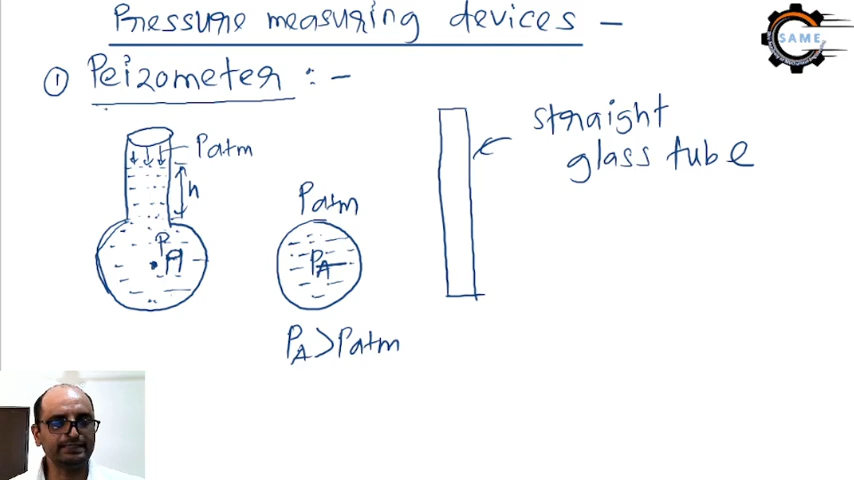 Pressure measuring devices –
① Peizometer :–
Patm
h
P
A
Patm
PA
PA>Patm
straight
glass tube
SAME